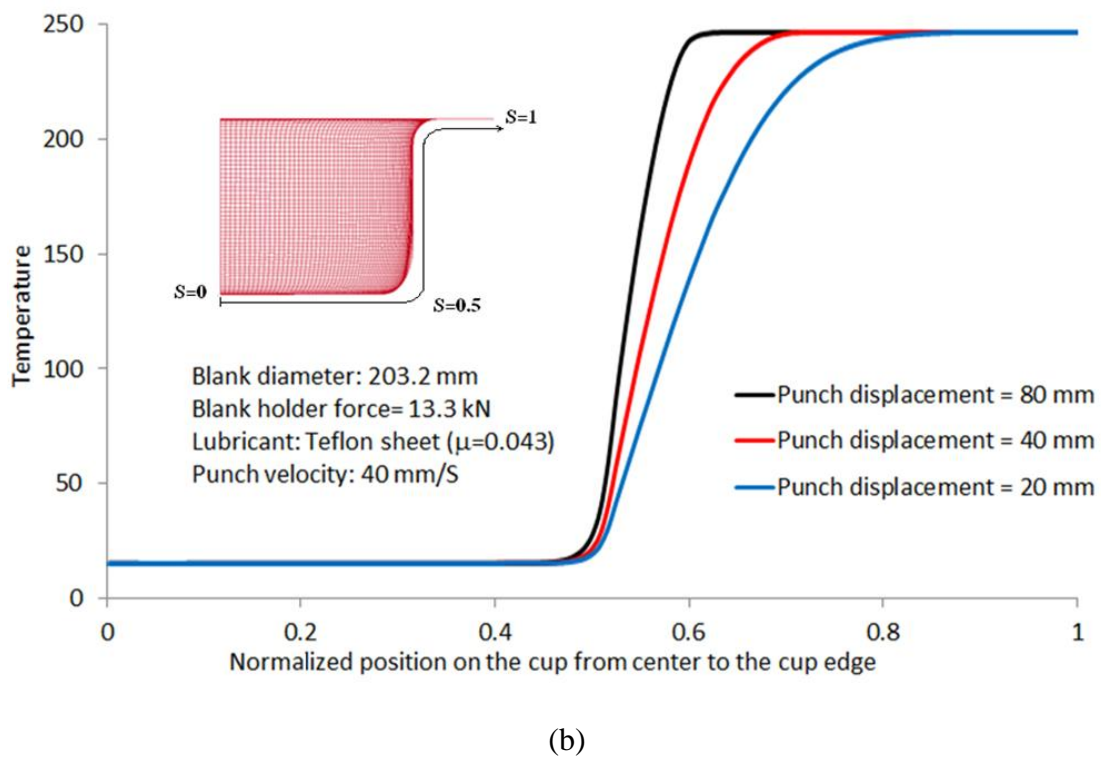 250
200
150
100
50
0
Temperature
S=1
S=0
S=0.5
Blank diameter: 203.2 mm
Blank holder force= 13.3 kN
Lubricant: Teflon sheet (μ=0.043)
Punch velocity: 40 mm/S
Punch displacement = 80 mm
Punch displacement = 40 mm
Punch displacement = 20 mm
0 0.2 0.4 0.6 0.8 1
Normalized position on the cup from center to the cup edge
(b)